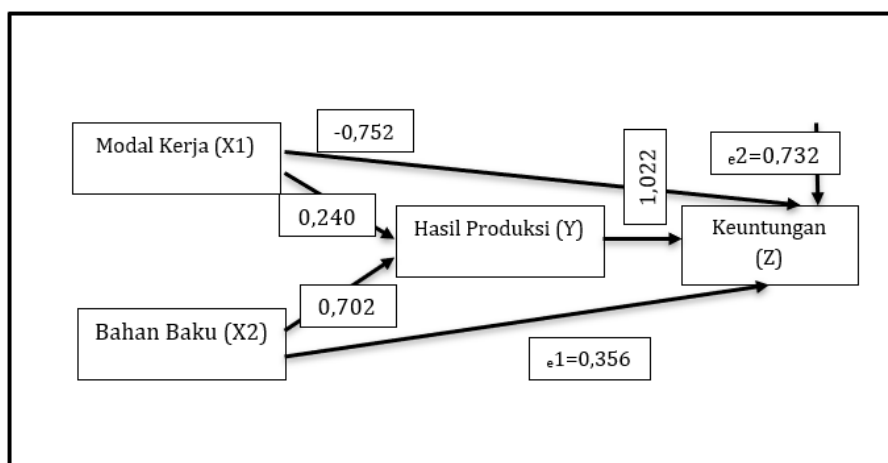 -0,752
Modal Kerja (X1)
1,022
e2=0,732
0,240
Hasil Produksi (Y)
Keuntungan
(Z)
0,702
Bahan Baku (X2)
e1=0,356